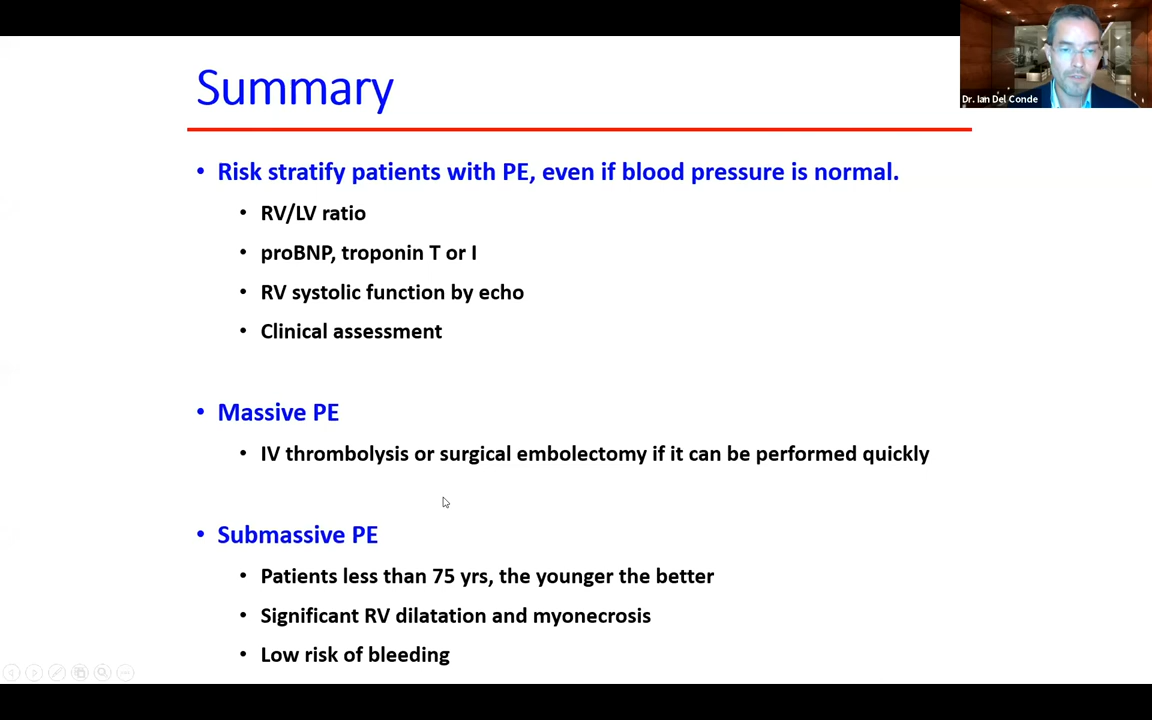 Summary
Dr. Ian Del Conde
• Risk stratify patients with PE, even if blood pressure is normal.
• RV/LV ratio
• proBNP, troponin T or I
• RV systolic function by echo
• Clinical assessment
• Massive PE
• IV thrombolysis or surgical embolectomy if it can be performed quickly
• Submassive PE
• Patients less than 75 yrs, the younger the better
• Significant RV dilatation and myonecrosis
• Low risk of bleeding